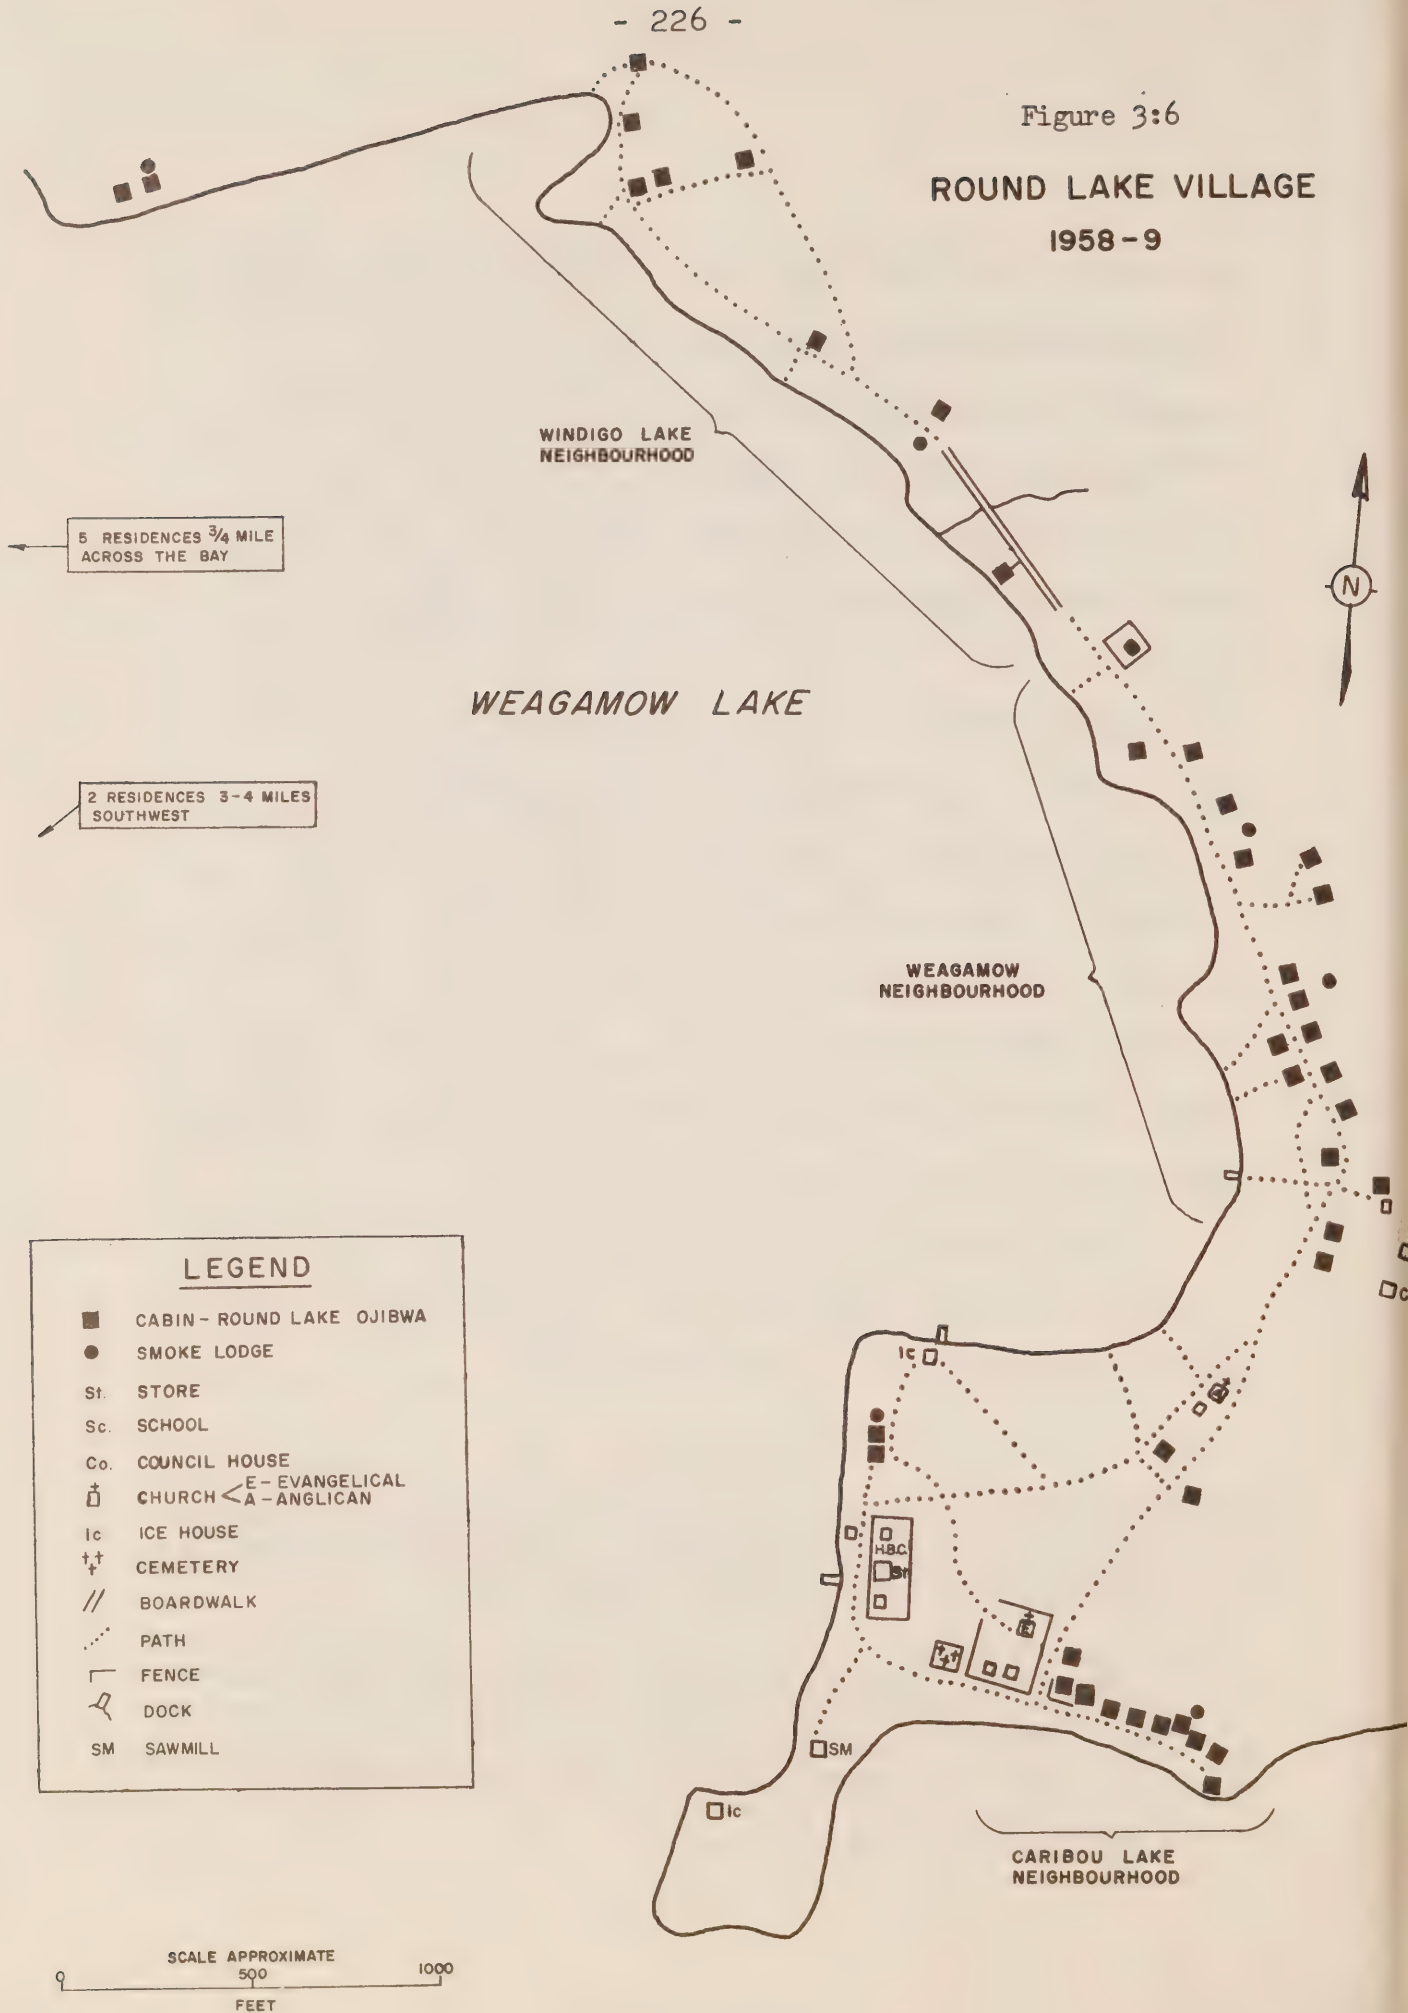 - 226 -
Figure 3:6
ROUND LAKE VILLAGE
1958-9
WINDIGO LAKE
NEIGHBOURHOOD
5 RESIDENCES 3/4 MILE
ACROSS THE BAY
N
WEAGAMOW LAKE
2 RESIDENCES 3-4 MILES
SOUTHWEST
WEAGAMOW
NEIGHBOURHOOD
LEGEND
CABIN - ROUND LAKE OJIBWA
SMOKE LODGE
St. STORE
Sc. SCHOOL
Co. COUNCIL HOUSE
CHURCH < E - EVANGELICAL
A - ANGLICAN
Ic ICE HOUSE
CEMETERY
// BOARDWALK
PATH
FENCE
DOCK
SM SAWMILL
Ic
A
H.B.C.
St
E
SM
Ic
CARIBOU LAKE
NEIGHBOURHOOD
SCALE APPROXIMATE
0 500 1000
FEET